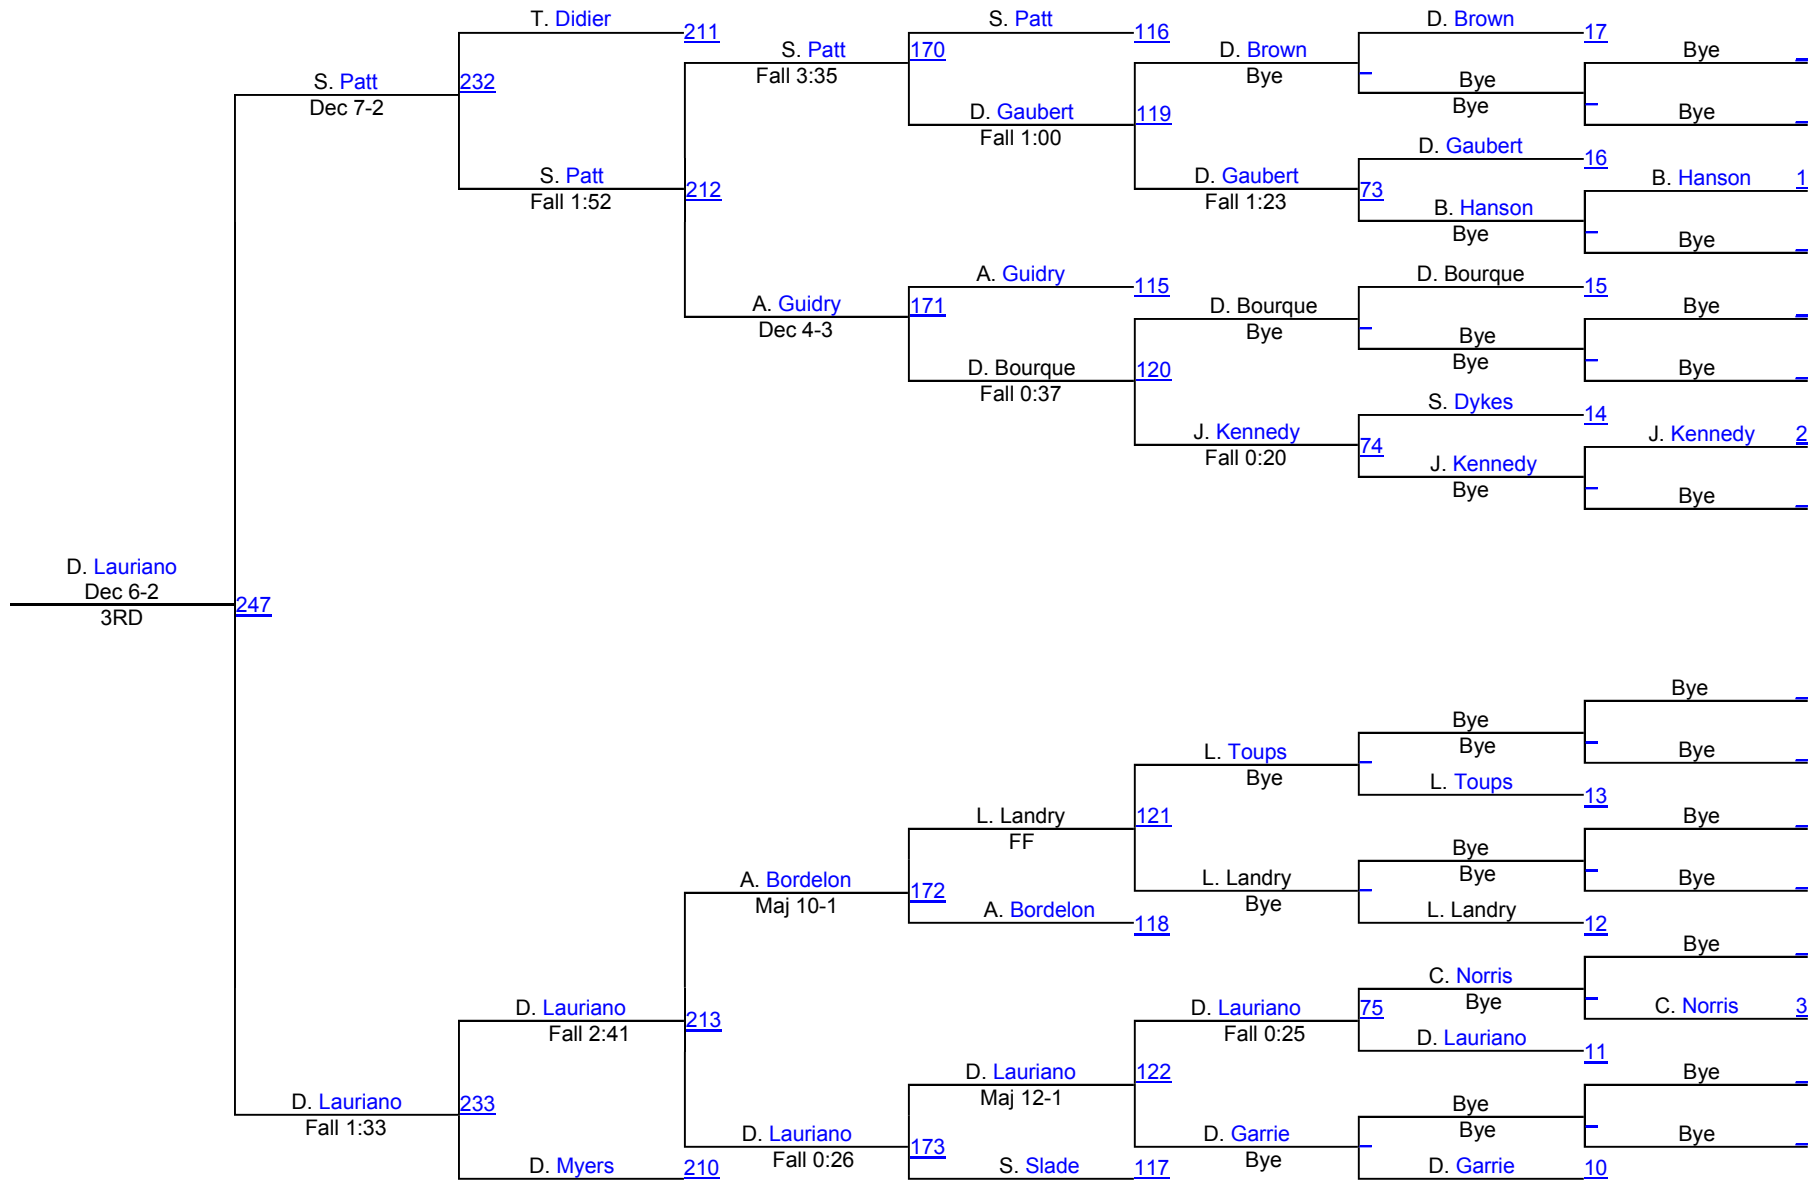 T. Didier
211
S. Patt
116
D. Brown
17
S. Patt
Fall 3:35
170
D. Brown
Bye
Bye
S. Patt
Dec 7-2
232
Bye
Bye
D. Gaubert
Fall 1:00
119
Bye
D. Gaubert
16
S. Patt
Fall 1:52
212
D. Gaubert
Fall 1:23
73
B. Hanson
1
B. Hanson
Bye
Bye
A. Guidry
115
D. Bourque
15
A. Guidry
Dec 4-3
171
D. Bourque
Bye
Bye
Bye
Bye
D. Bourque
Fall 0:37
120
Bye
S. Dykes
14
J. Kennedy
Fall 0:20
74
J. Kennedy
2
J. Kennedy
Bye
Bye
D. Lauriano
Dec 6-2
3RD
247
Bye
Bye
Bye
L. Toups
Bye
Bye
L. Toups
13
L. Landry
FF
121
Bye
Bye
Bye
A. Bordelon
Maj 10-1
172
L. Landry
Bye
Bye
A. Bordelon
118
L. Landry
12
Bye
D. Lauriano
Fall 2:41
213
D. Lauriano
Fall 0:25
75
C. Norris
Bye
C. Norris
3
D. Lauriano
11
D. Lauriano
Maj 12-1
122
Bye
D. Lauriano
Fall 1:33
233
Bye
Bye
D. Lauriano
Fall 0:26
173
D. Garrie
Bye
Bye
D. Myers
210
S. Slade
117
D. Garrie
10